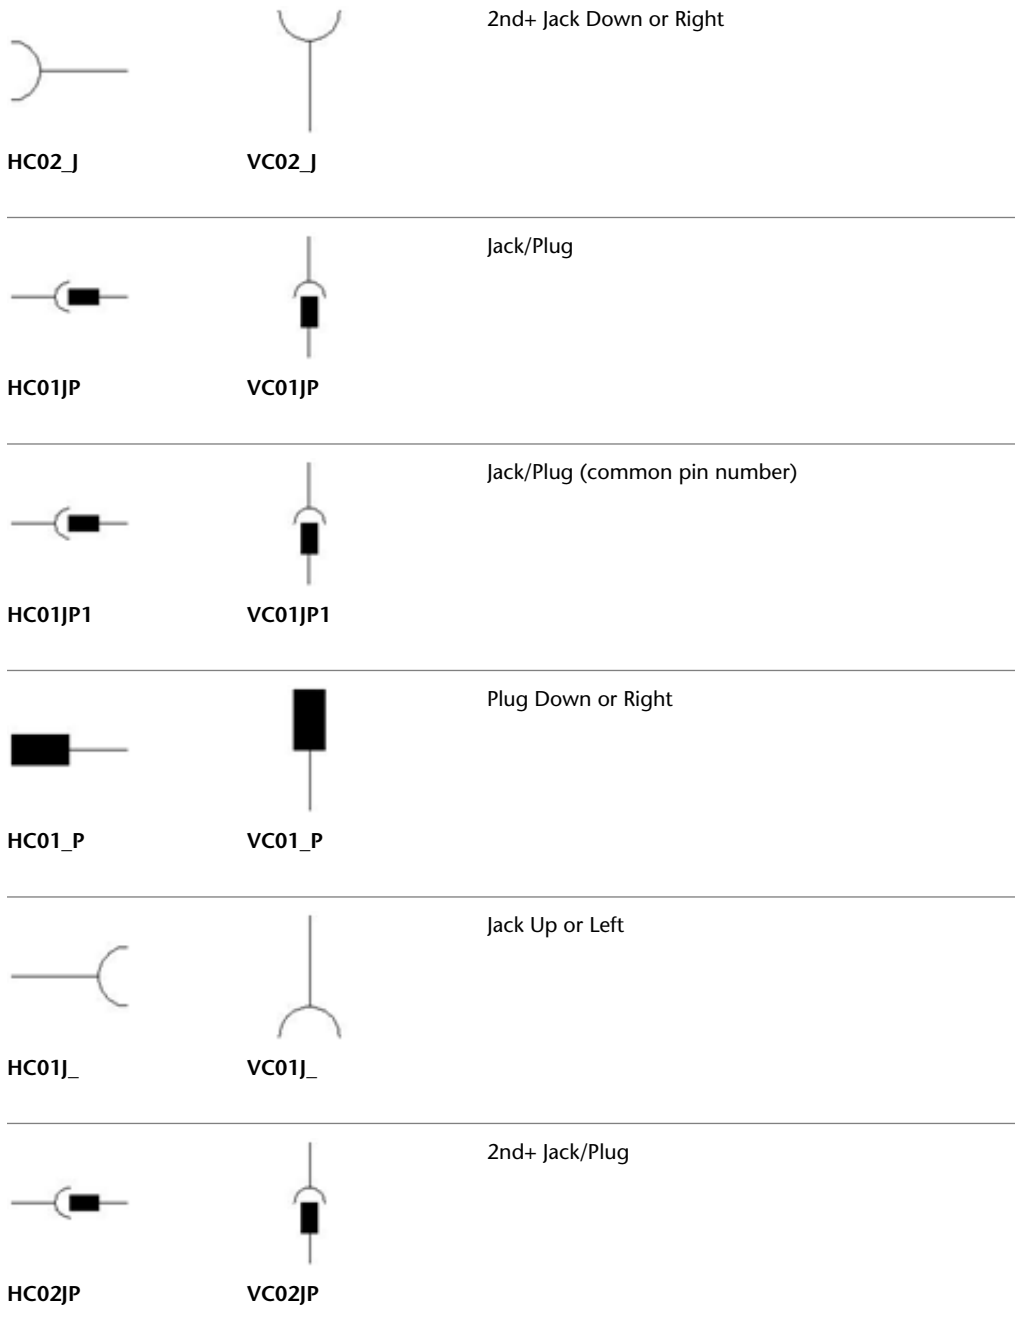 2nd+ Jack Down or Right
HC02_J VC02_J
Jack/Plug
HC01JP VC01JP
Jack/Plug (common pin number)
HC01JP1 VC01JP1
Plug Down or Right
HC01_P VC01_P
Jack Up or Left
HC01J_ VC01J_
2nd+ Jack/Plug
HC02JP VC02JP